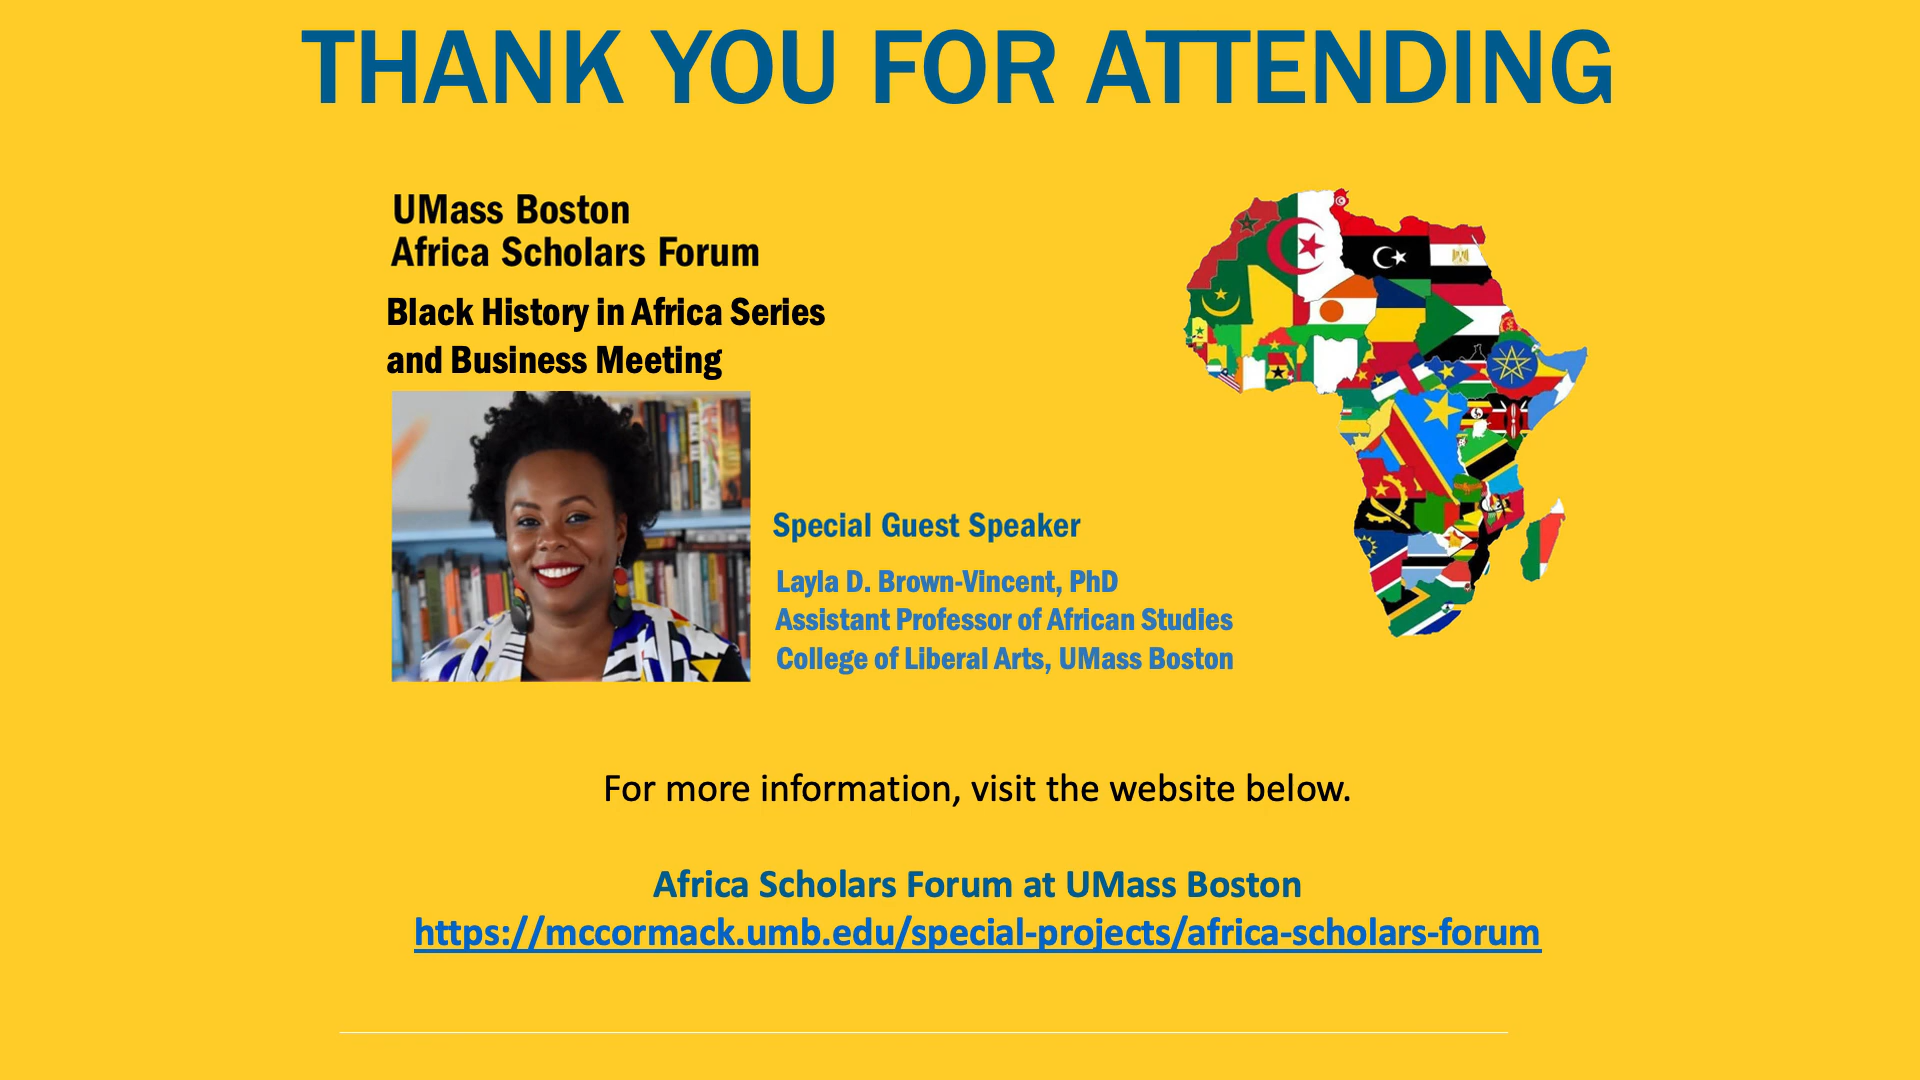 THANK YOU FOR ATTENDING
UMass Boston
Africa Scholars Forum
Black History in Africa Series
and Business Meeting
Special Guest Speaker
Layla D. Brown-Vincent, PhD
Assistant Professor of African Studies
College of Liberal Arts, UMass Boston
For more information, visit the website below.
Africa Scholars Forum at UMass Boston
https://mccormack.umb.edu/special-projects/africa-scholars-forum